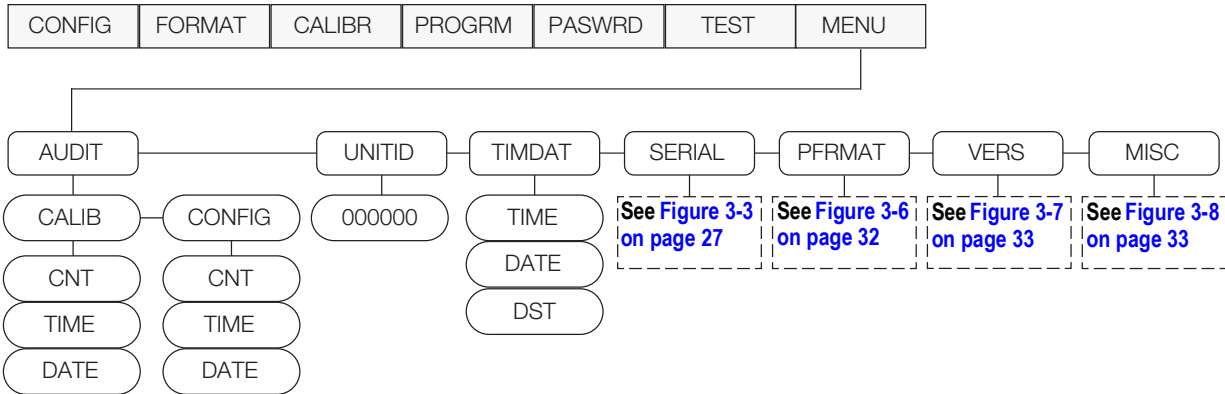 CONFIG FORMAT CALIBR PROGRM PASWRD TEST MENU
AUDIT UNITID TIMDAT SERIAL PFRMAT VERS MISC
CALIB CONFIG 000000 TIME See Figure 3-3 See Figure 3-6 See Figure 3-7 See Figure 3-8
on page 27 on page 32 on page 33 on page 33
CNT CNT DATE
TIME TIME DST
DATE DATE